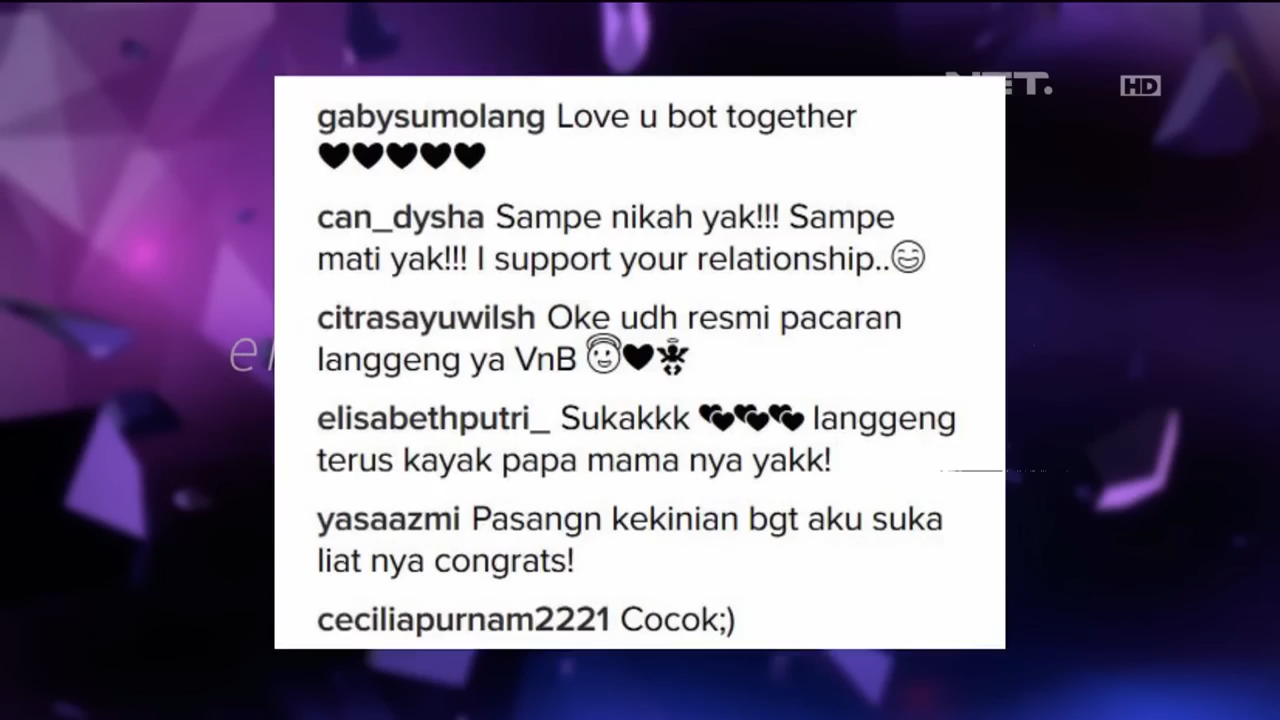 NET.
HD
gabysumolang Love u bot together
🖤🖤🖤🖤🖤
can_dysha Sampe nikah yak!!! Sampe
mati yak!!! I support your relationship..😄
citrasayuwilsh Oke udh resmi pacaran
langgeng ya VnB 😇🖤👼
elisabethputri_ Sukakkk 💕💕💕 langgeng
terus kayak papa mama nya yakk!
yasaazmi Pasangn kekinian bgt aku suka
liat nya congrats!
ceciliapurnam2221 Cocok;)